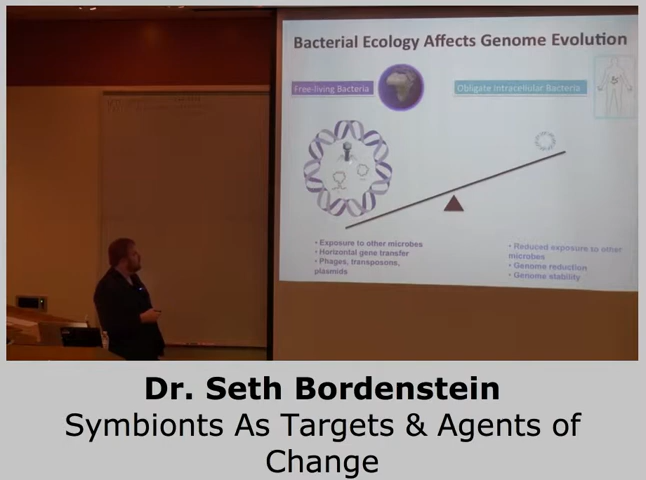 Bacterial Ecology Affects Genome Evolution
Free-living Bacteria
Obligate Intracellular Bacteria
• Exposure to other microbes
• Horizontal gene transfer
• Phages, transposons,
plasmids
• Reduced exposure to other
microbes
• Genome reduction
• Genome stability
Dr. Seth Bordenstein
Symbionts As Targets & Agents of
Change